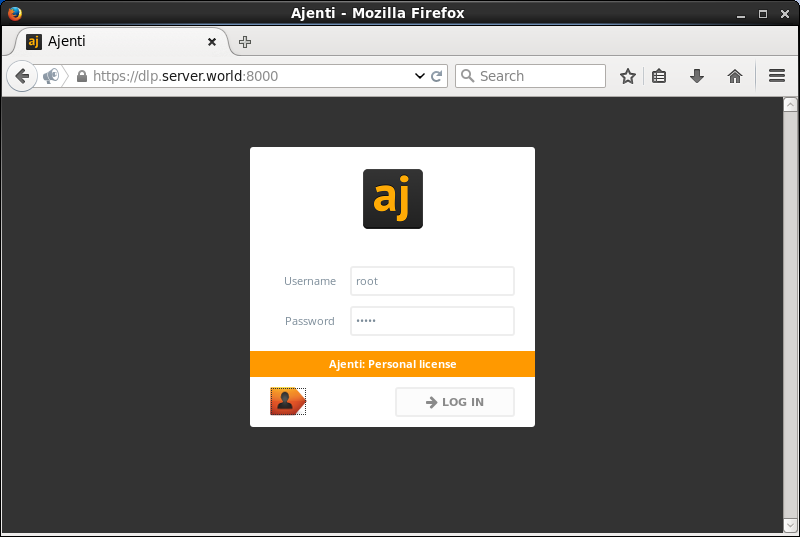 Ajenti - Mozilla Firefox
aj Ajenti
https://dlp.server.world:8000
Search
aj
Username root
Password •••••
Ajenti: Personal license
LOG IN